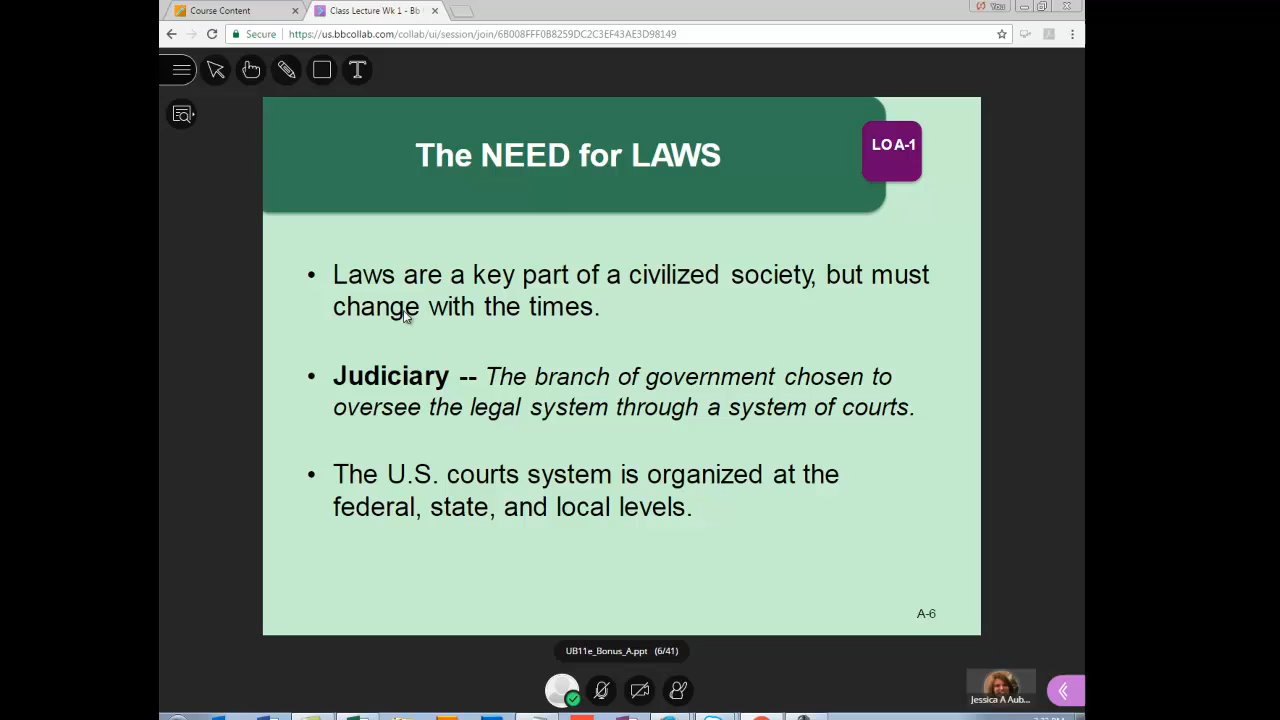 Course Content
Class Lecture Wk 1 - Bb
You
Secure
https://us.bbcollab.com/collab/ui/session/join/6B008FFF0B8259DC2C3EF43AE3D98149
The NEED for LAWS
LO A-1
• Laws are a key part of a civilized society, but must
change with the times.
• Judiciary -- The branch of government chosen to
oversee the legal system through a system of courts.
• The U.S. courts system is organized at the
federal, state, and local levels.
A-6
UB11e_Bonus_A.ppt (6/41)
Jessica A Aub...